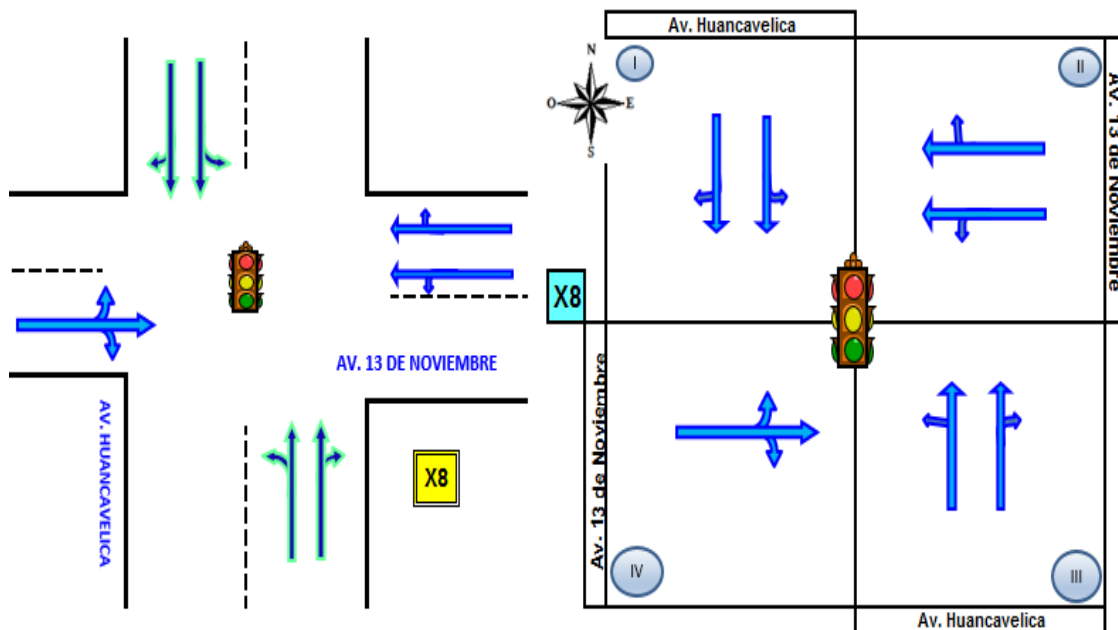 AV. 13 DE NOVIEMBRE
AV. HUANCAVELICA
X8
Av. Huancavelica
I
N
O
E
S
II
Av. 13 de Noviembre
X8
Av. 13 de Noviembre
IV
III
Av. Huancavelica